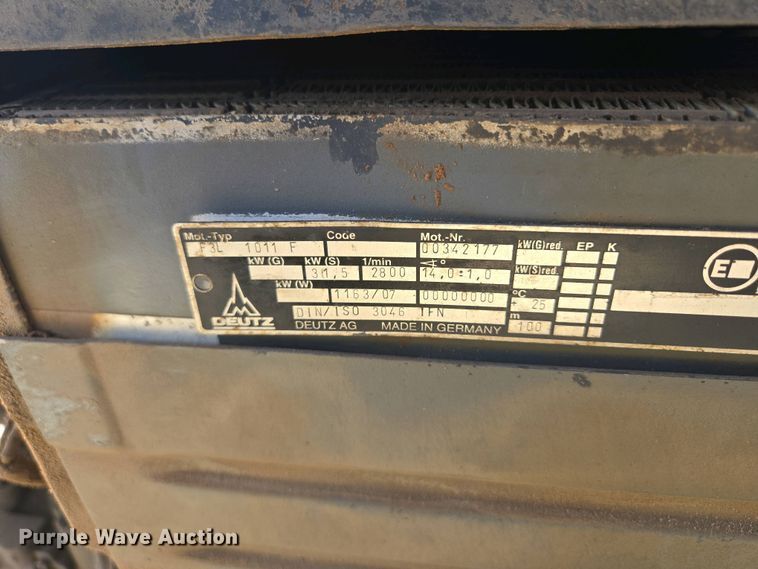 Mot.-Typ Code Mot.-Nr. kW(G)red. EP K
F3L 1011 F 00342177
kW (G) kW (S) 1/min ∢° kW(S)red.
31,5 2800 14,0±1,0
kW (W) 1163/07 00000000 °C 25
DIN/ISO 3046 IFN m 100
DEUTZ DEUTZ AG MADE IN GERMANY
E
Purple Wave Auction